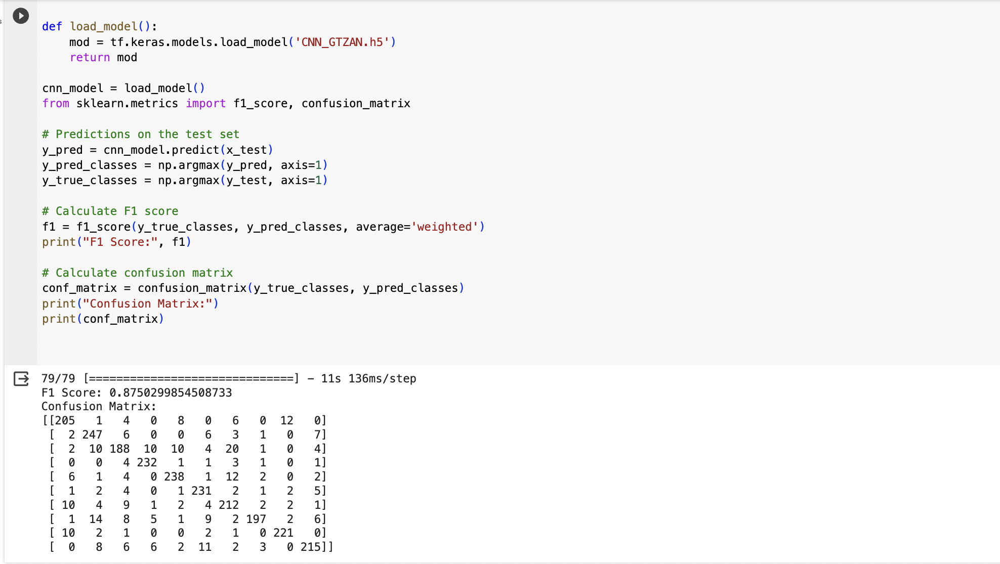 def load_model():
    mod = tf.keras.models.load_model('CNN_GTZAN.h5')
    return mod
cnn_model = load_model()
from sklearn.metrics import f1_score, confusion_matrix
# Predictions on the test set
y_pred = cnn_model.predict(x_test)
y_pred_classes = np.argmax(y_pred, axis=1)
y_true_classes = np.argmax(y_test, axis=1)
# Calculate F1 score
f1 = f1_score(y_true_classes, y_pred_classes, average='weighted')
print("F1 Score:", f1)
# Calculate confusion matrix
conf_matrix = confusion_matrix(y_true_classes, y_pred_classes)
print("Confusion Matrix:")
print(conf_matrix)
79/79 [==============================] - 11s 136ms/step
F1 Score: 0.8750299854508733
Confusion Matrix:
[[205   1   4   0   8   0   6   0  12   0]
 [  2 247   6   0   0   6   3   1   0   7]
 [  2  10 188  10  10   4  20   1   0   4]
 [  0   0   4 232   1   1   3   1   0   1]
 [  6   1   4   0 238   1  12   2   0   2]
 [  1   2   4   0   1 231   2   1   2   5]
 [ 10   4   9   1   2   4 212   2   2   1]
 [  1  14   8   5   1   9   2 197   2   6]
 [ 10   2   1   0   0   2   1   0 221   0]
 [  0   8   6   6   2  11   2   3   0 215]]